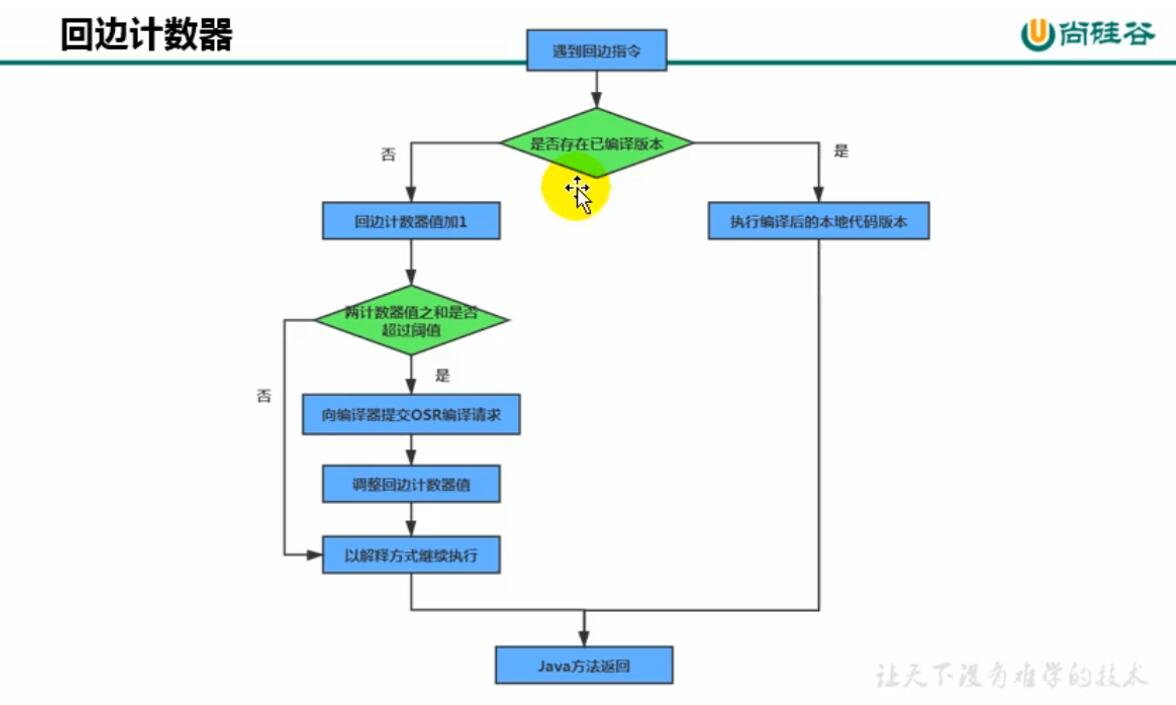 回边计数器
尚硅谷
遇到回边指令
是否存在已编译版本
否
是
回边计数器值加1
执行编译后的本地代码版本
两计数器值之和是否
超过阈值
是
否
向编译器提交OSR编译请求
调整回边计数器值
以解释方式继续执行
Java方法返回
让天下没有难学的技术